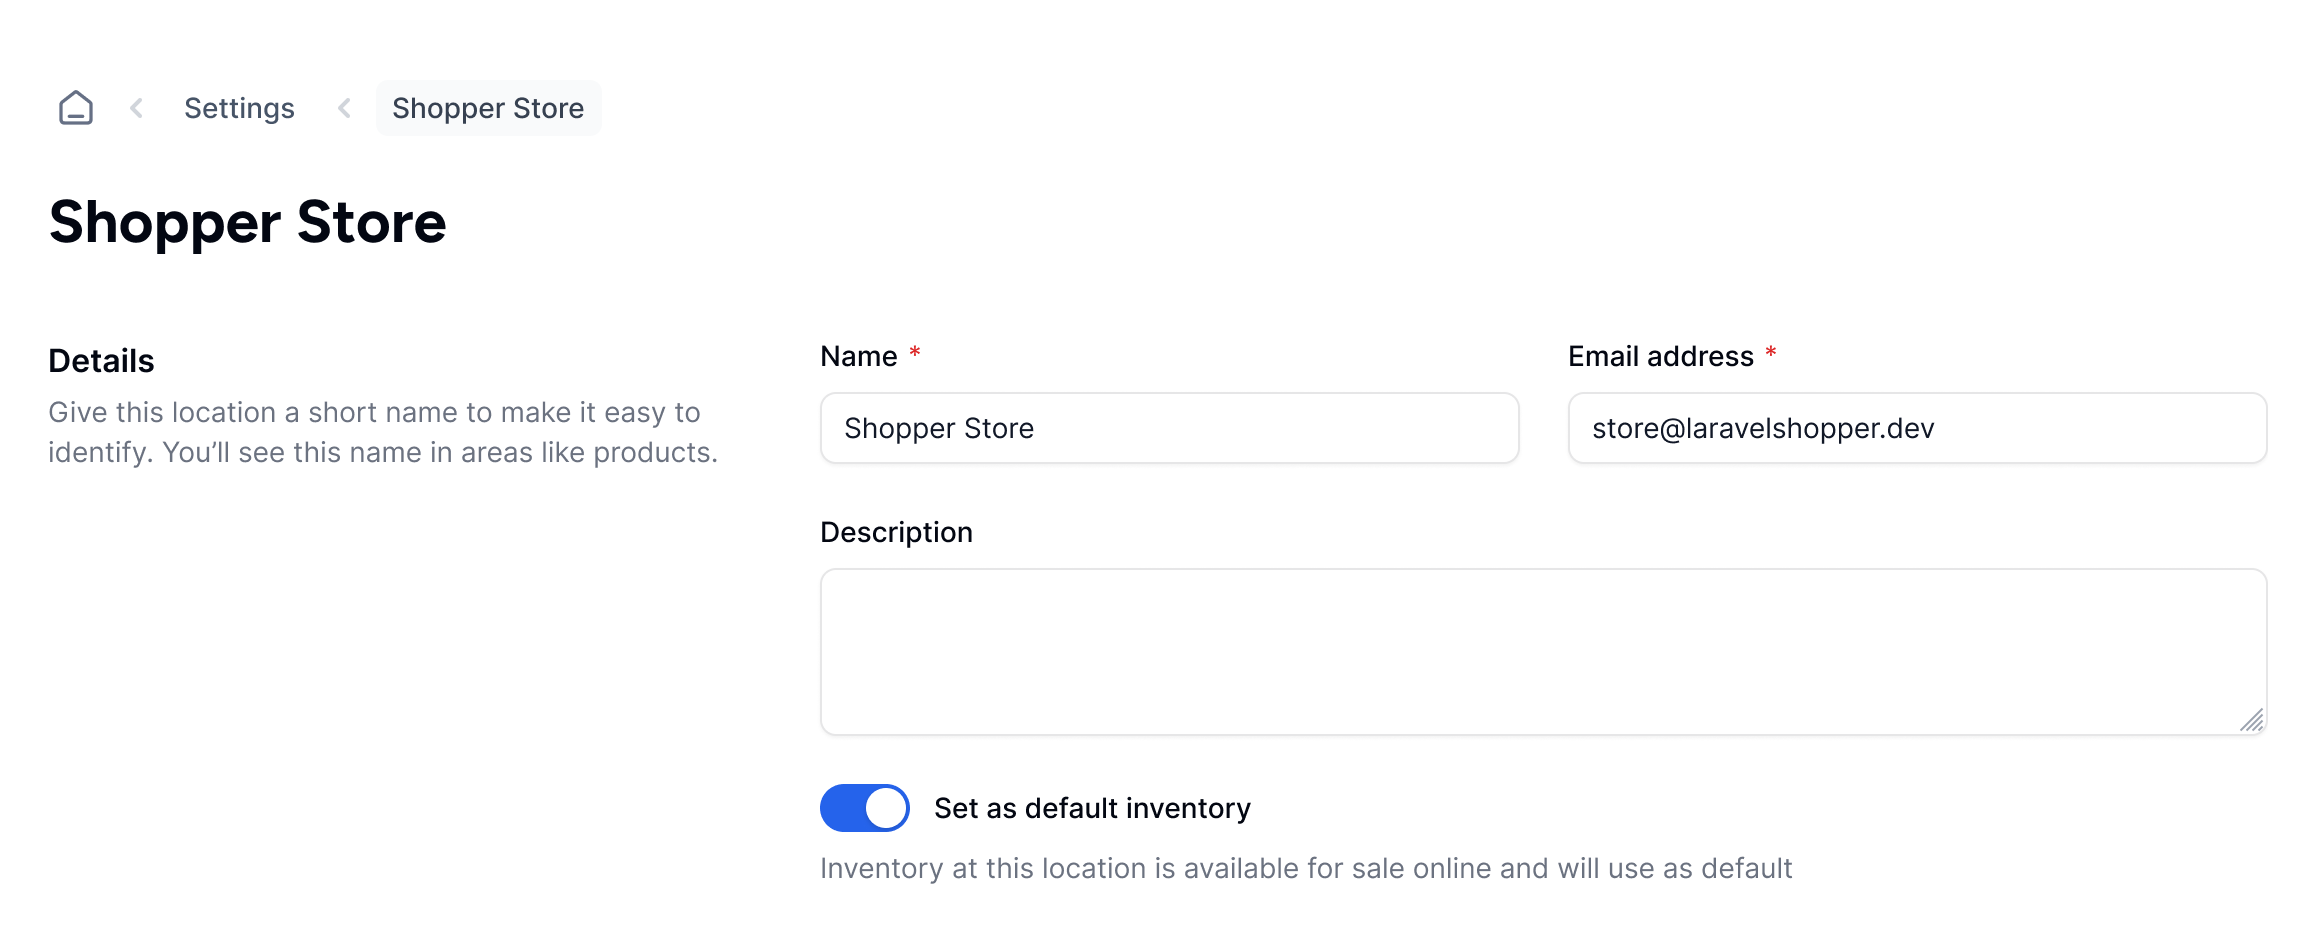 Settings
Shopper Store
Shopper Store
Details
Give this location a short name to make it easy to
identify. You’ll see this name in areas like products.
Name *
Shopper Store
Email address *
store@laravelshopper.dev
Description
Set as default inventory
Inventory at this location is available for sale online and will use as default